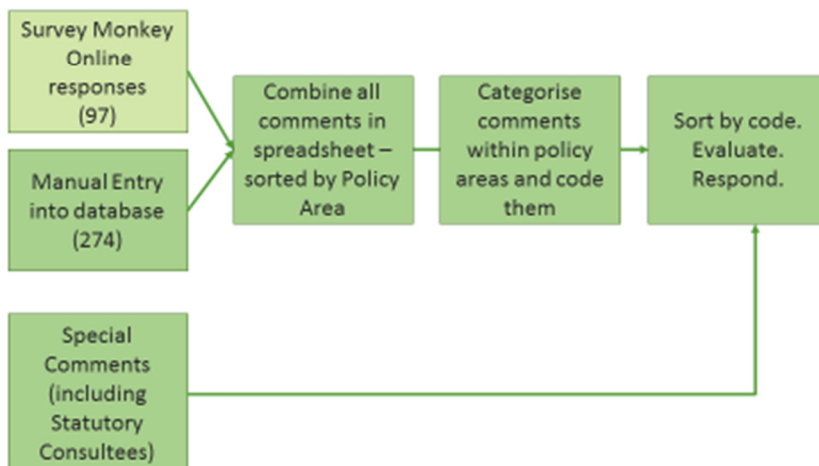 Survey Monkey
Online
responses
(97)
Manual Entry
into database
(274)
Special
Comments
(including
Statutory
Consultees)
Combine all
comments in
spreadsheet –
sorted by Policy
Area
Categorise
comments
within policy
areas and code
them
Sort by code.
Evaluate.
Respond.